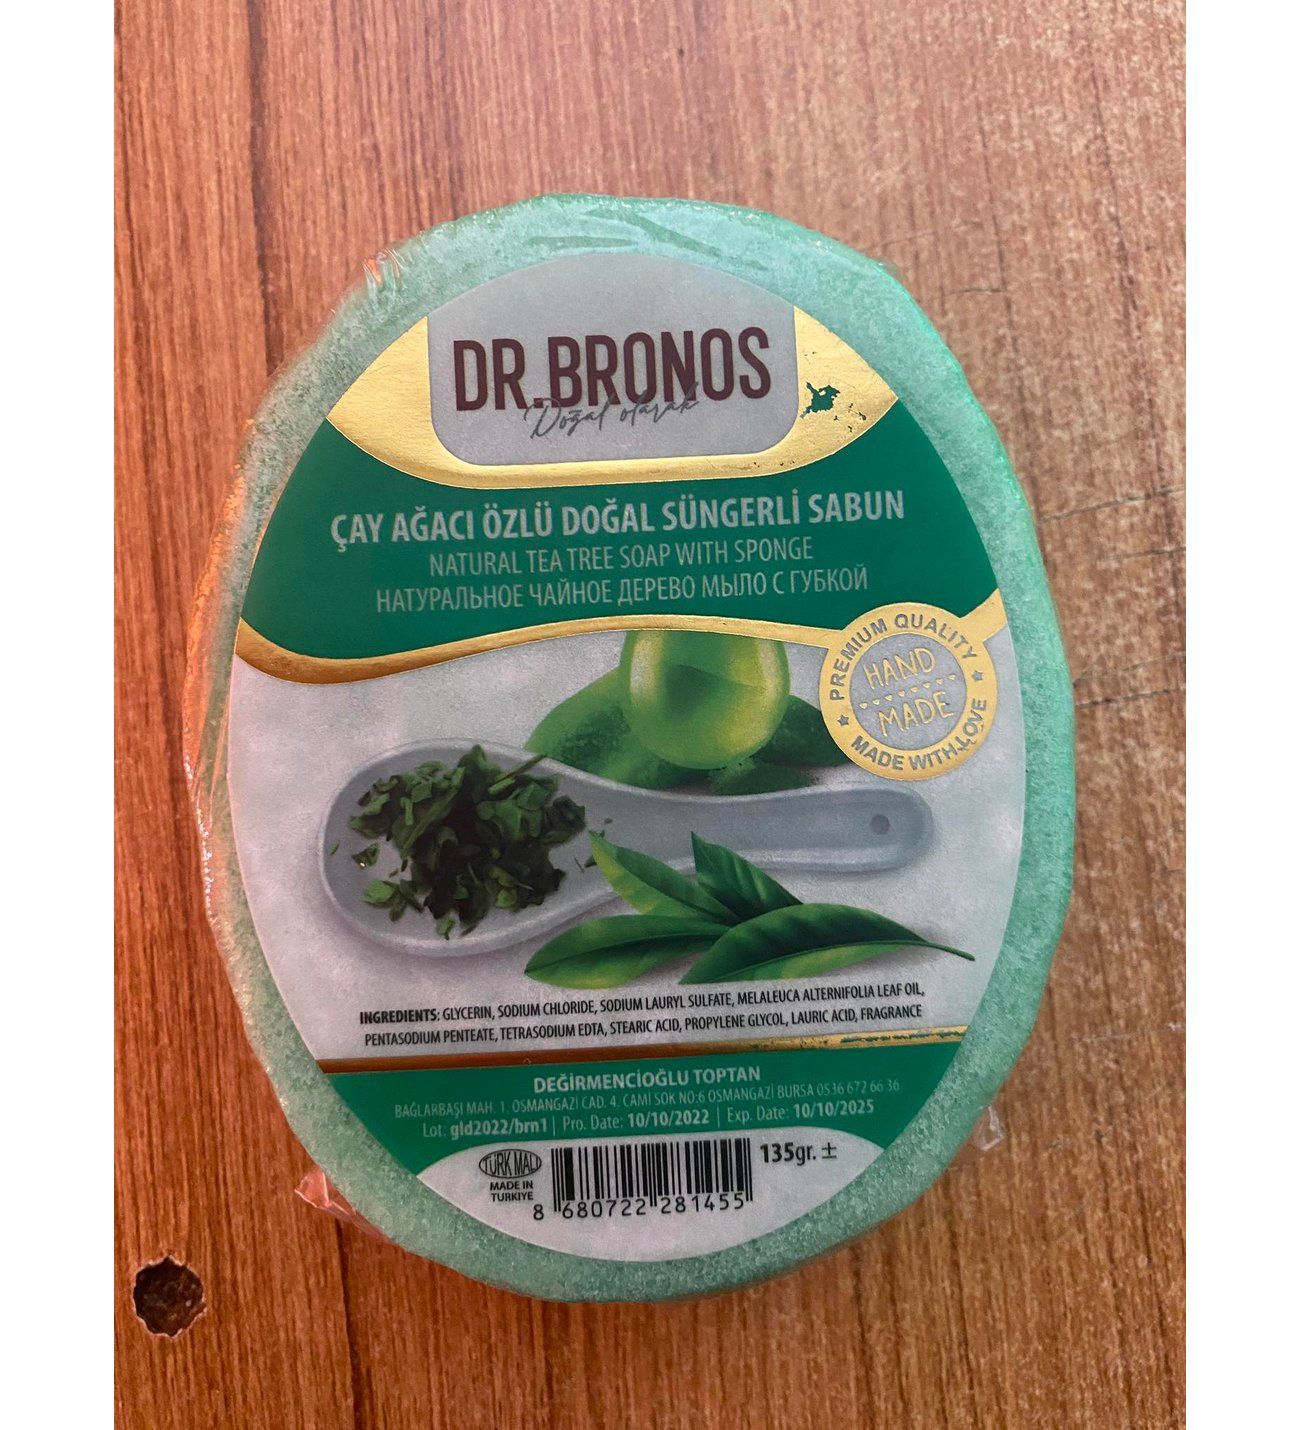 DR.BRONOS
Doğal olarak
ÇAY AĞACI ÖZLÜ DOĞAL SÜNGERLİ SABUN
NATURAL TEA TREE SOAP WITH SPONGE
НАТУРАЛЬНОЕ ЧАЙНОЕ ДЕРЕВО МЫЛО С ГУБКОЙ
PREMIUM QUALITY
HAND
MADE
MADE WITH LOVE
INGREDIENTS: GLYCERIN, SODIUM CHLORIDE, SODIUM LAURYL SULFATE, MELALEUCA ALTERNIFOLIA LEAF OIL,
PENTASODIUM PENTEATE, TETRASODIUM EDTA, STEARIC ACID, PROPYLENE GLYCOL, LAURIC ACID, FRAGRANCE
DEĞİRMENCİOĞLU TOPTAN
BAĞLARBAŞI MAH. 1. OSMANGAZİ CAD. 4. CAMİ SOK NO:6 OSMANGAZİ BURSA 0536 672 66 36
Lot. gld2022/brn1 | Pro. Date: 10/10/2022 | Exp. Date: 10/10/2025
TÜRK MALI
MADE IN
TURKIYE
135gr. ±
8 680722 281455